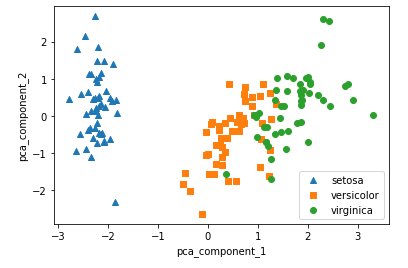 pca_component_2
2
1
0
−1
−2
−3
−2
−1
0
1
2
3
pca_component_1
setosa
versicolor
virginica